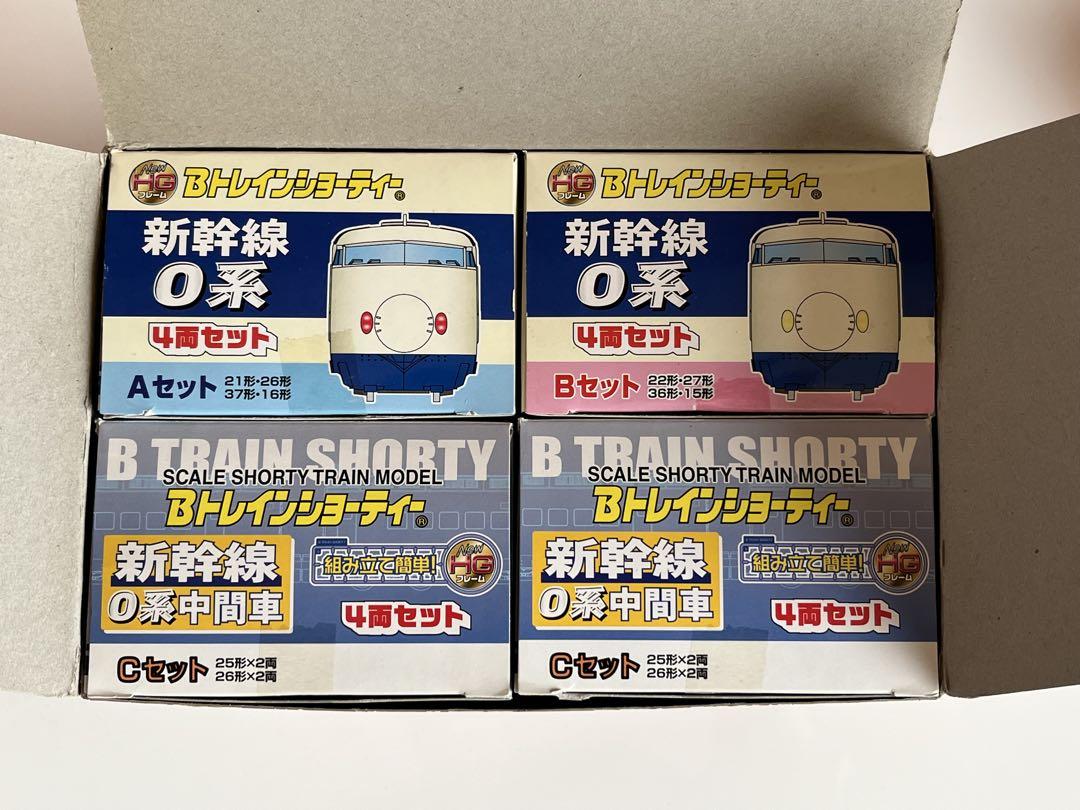 New
HG
フレーム
Bトレインショーティー®
新幹線
0系
4両セット
Aセット 21形・26形
37形・16形
New
HG
フレーム
Bトレインショーティー®
新幹線
0系
4両セット
Bセット 22形・27形
36形・15形
B TRAIN SHORTY
SCALE SHORTY TRAIN MODEL
Bトレインショーティー®
新幹線
0系中間車
組み立て簡単!
New
HG
フレーム
4両セット
Cセット 25形×2両
26形×2両
B TRAIN SHORTY
SCALE SHORTY TRAIN MODEL
Bトレインショーティー®
新幹線
0系中間車
組み立て簡単!
New
HG
フレーム
4両セット
Cセット 25形×2両
26形×2両